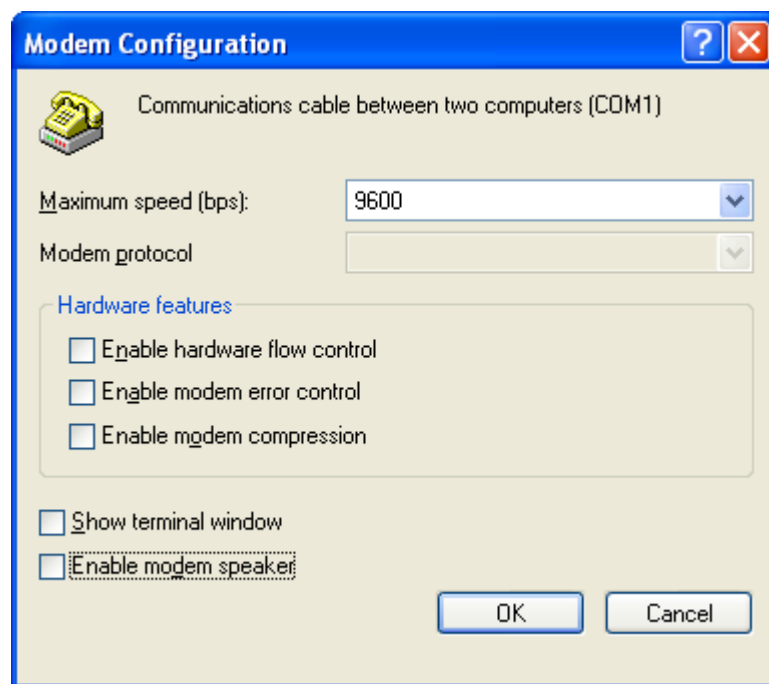 Modem Configuration
Communications cable between two computers (COM1)
Maximum speed (bps): 9600
Modem protocol
Hardware features
Enable hardware flow control
Enable modem error control
Enable modem compression
Show terminal window
Enable modem speaker
OK Cancel